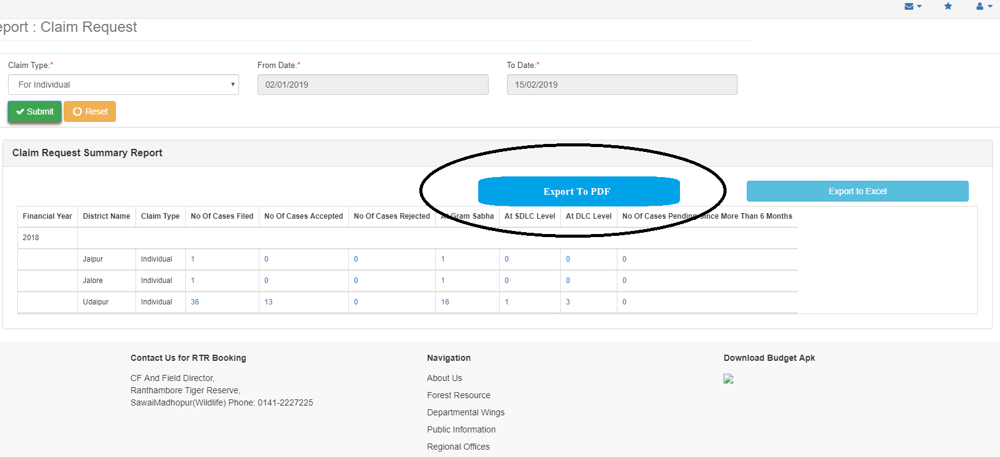 eport : Claim Request
Claim Type:* From Date:* To Date:*
For Individual 02/01/2019 15/02/2019
Submit Reset
Claim Request Summary Report
Export To PDF Export to Excel
Financial Year District Name Claim Type No Of Cases Filed No Of Cases Accepted No Of Cases Rejected At Gram Sabha At SDLC Level At DLC Level No Of Cases Pending Since More Than 6 Months
2018
Jaipur Individual 1 0 0 1 0 0 0
Jalore Individual 1 0 0 1 0 0 0
Udaipur Individual 36 13 0 16 1 3 0
Contact Us for RTR Booking
CF And Field Director,
Ranthambore Tiger Reserve,
SawaiMadhopur(Wildlife) Phone: 0141-2227225
Navigation
About Us
Forest Resource
Departmental Wings
Public Information
Regional Offices
Download Budget Apk